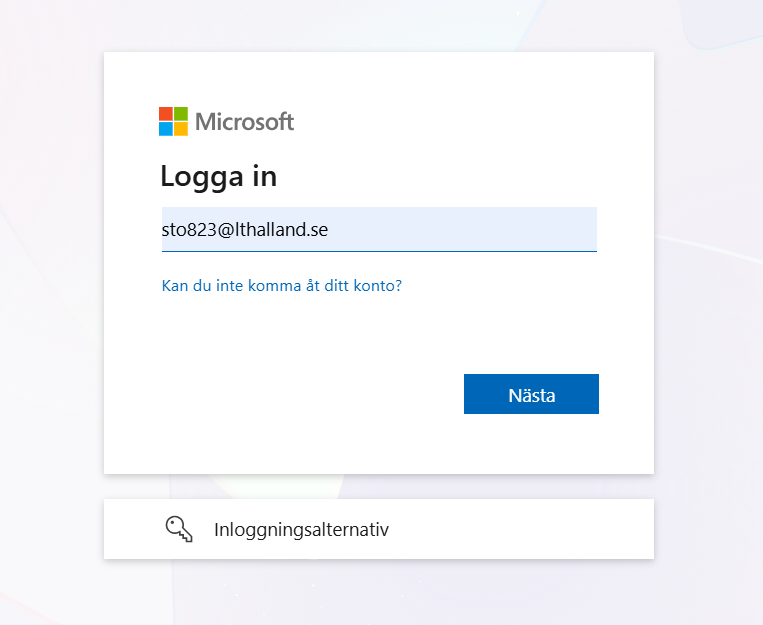 Microsoft
Logga in
sto823@lthalland.se
Kan du inte komma åt ditt konto?
Nästa
Inloggningsalternativ